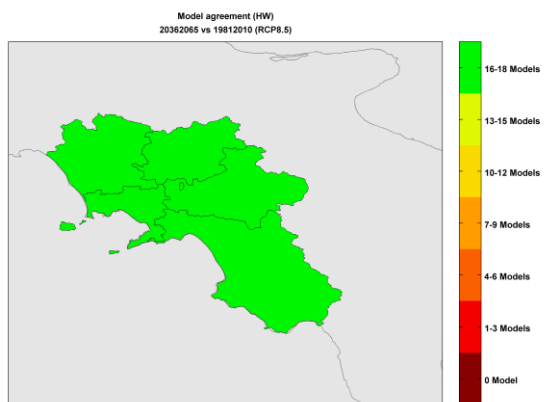 Model agreement (HW)
20362065 vs 19812010 (RCP8.5)
16-18 Models
13-15 Models
10-12 Models
7-9 Models
4-6 Models
1-3 Models
0 Model